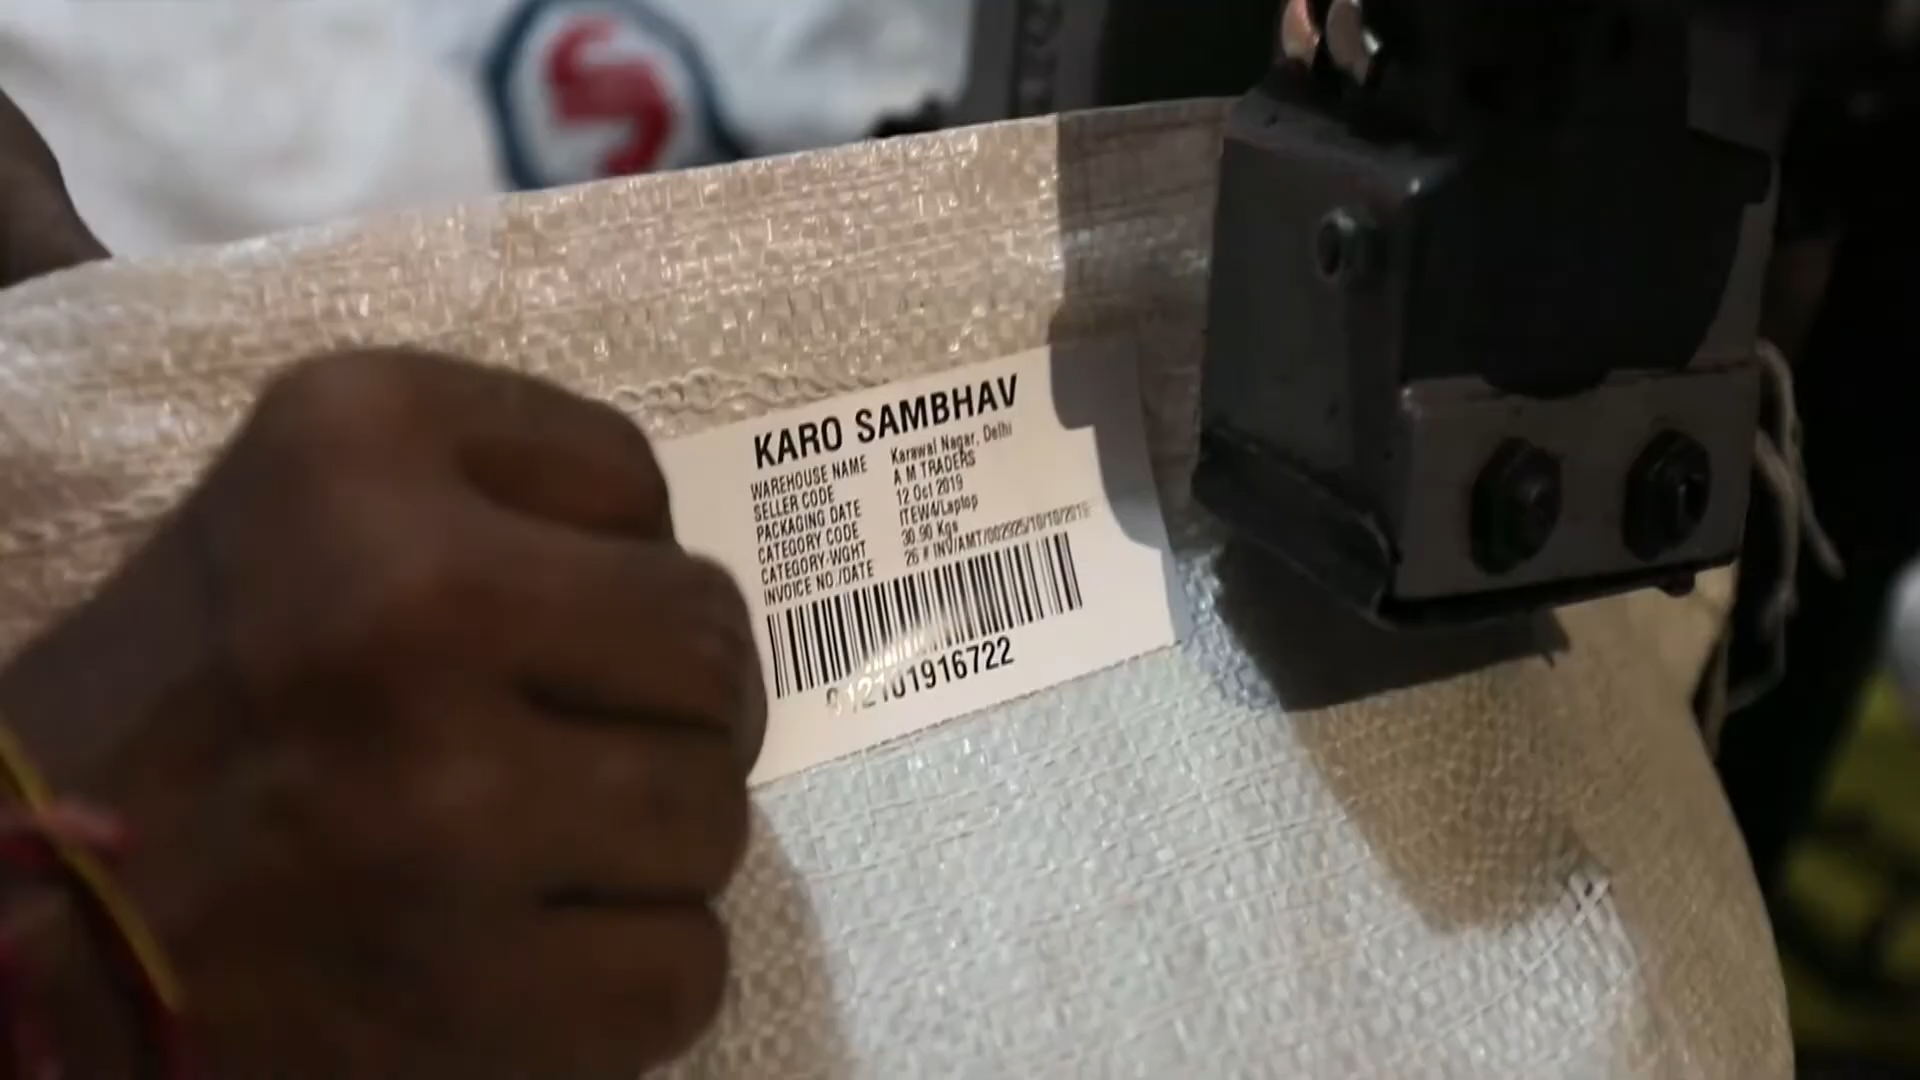 KARO SAMBHAV
WAREHOUSE NAME Karawal Nagar, Delhi
SELLER CODE A M TRADERS
PACKAGING DATE 12 Oct 2019
CATEGORY CODE ITEW4/Laptop
CATEGORY-WGHT 30.90 Kgs
INVOICE NO./DATE 26 # INV/AMT/002925/10/10/2019
012101916722